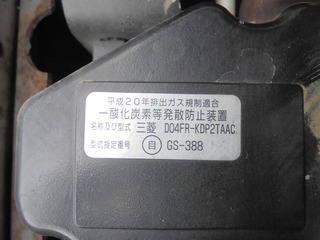 平成20年排出ガス規制適合
一酸化炭素等発散防止装置
名称及び型式 三菱 D04FR-KDP2TAAC
型式指定番号 自 GS-388